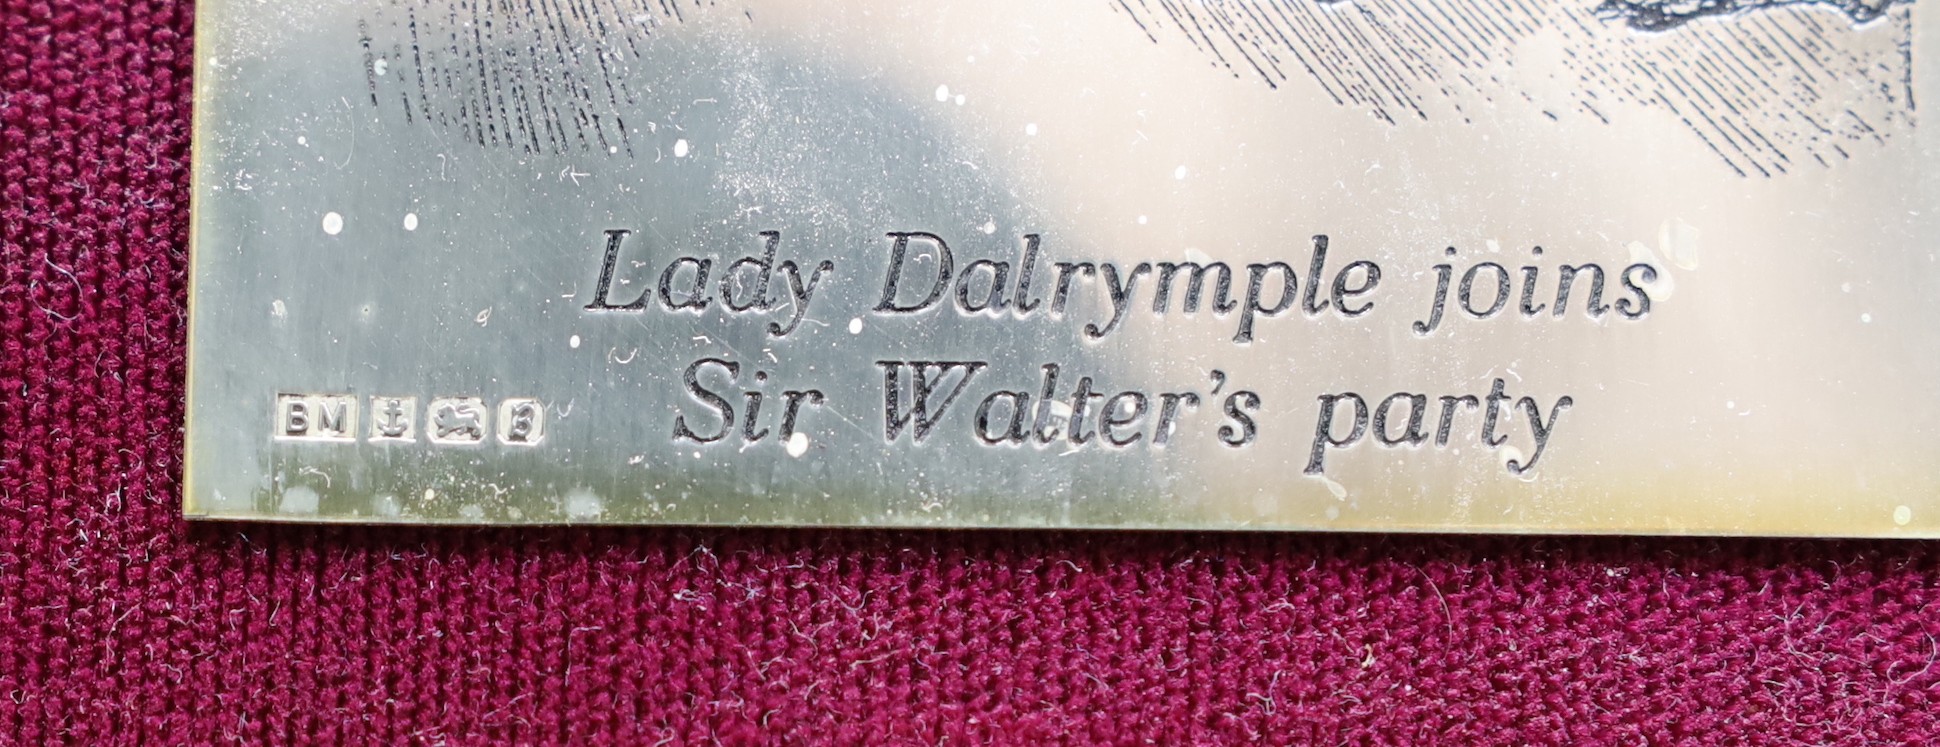 Lady Dalrymple joins
Sir Walter's party
BM